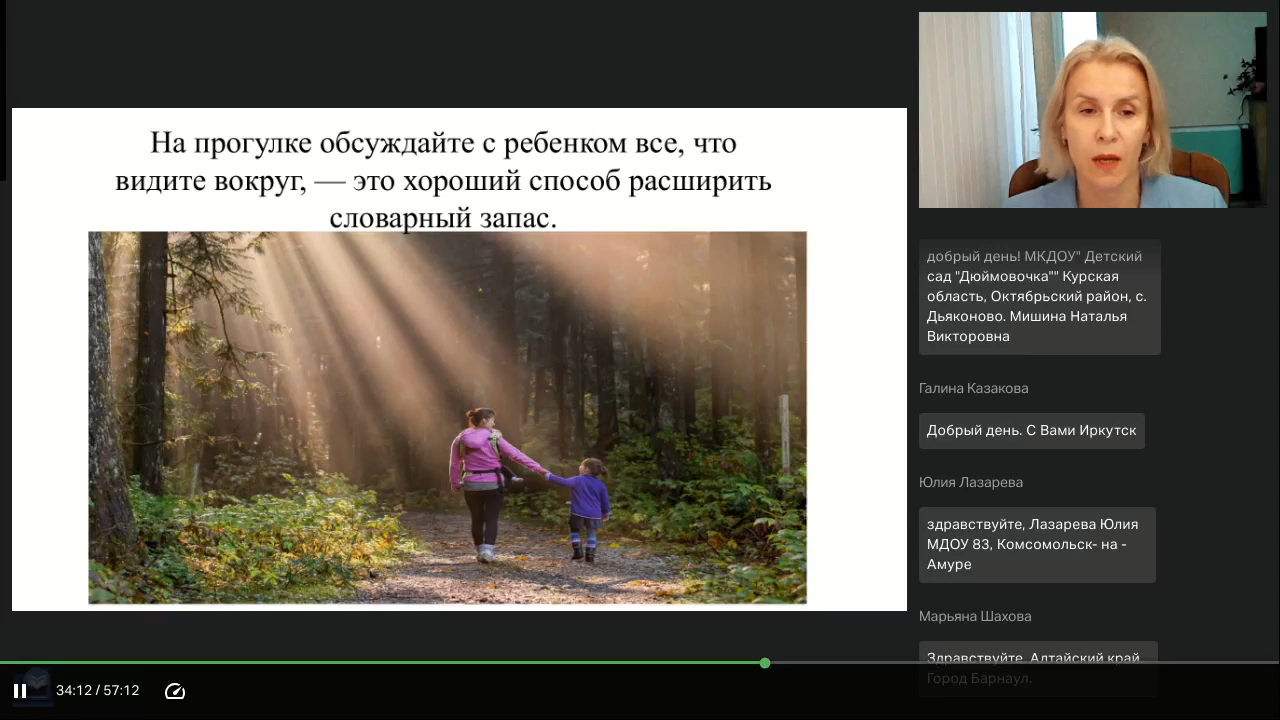 На прогулке обсуждайте с ребенком все, что
видите вокруг, — это хороший способ расширить
словарный запас.
добрый день! МКДОУ" Детский
сад "Дюймовочка"" Курская
область, Октябрьский район, с.
Дьяконово. Мишина Наталья
Викторовна
Галина Казакова
Добрый день. С Вами Иркутск
Юлия Лазарева
здравствуйте, Лазарева Юлия
МДОУ 83, Комсомольск- на -
Амуре
Марьяна Шахова
Здравствуйте, Алтайский край,
Город Барнаул.
34:12 / 57:12